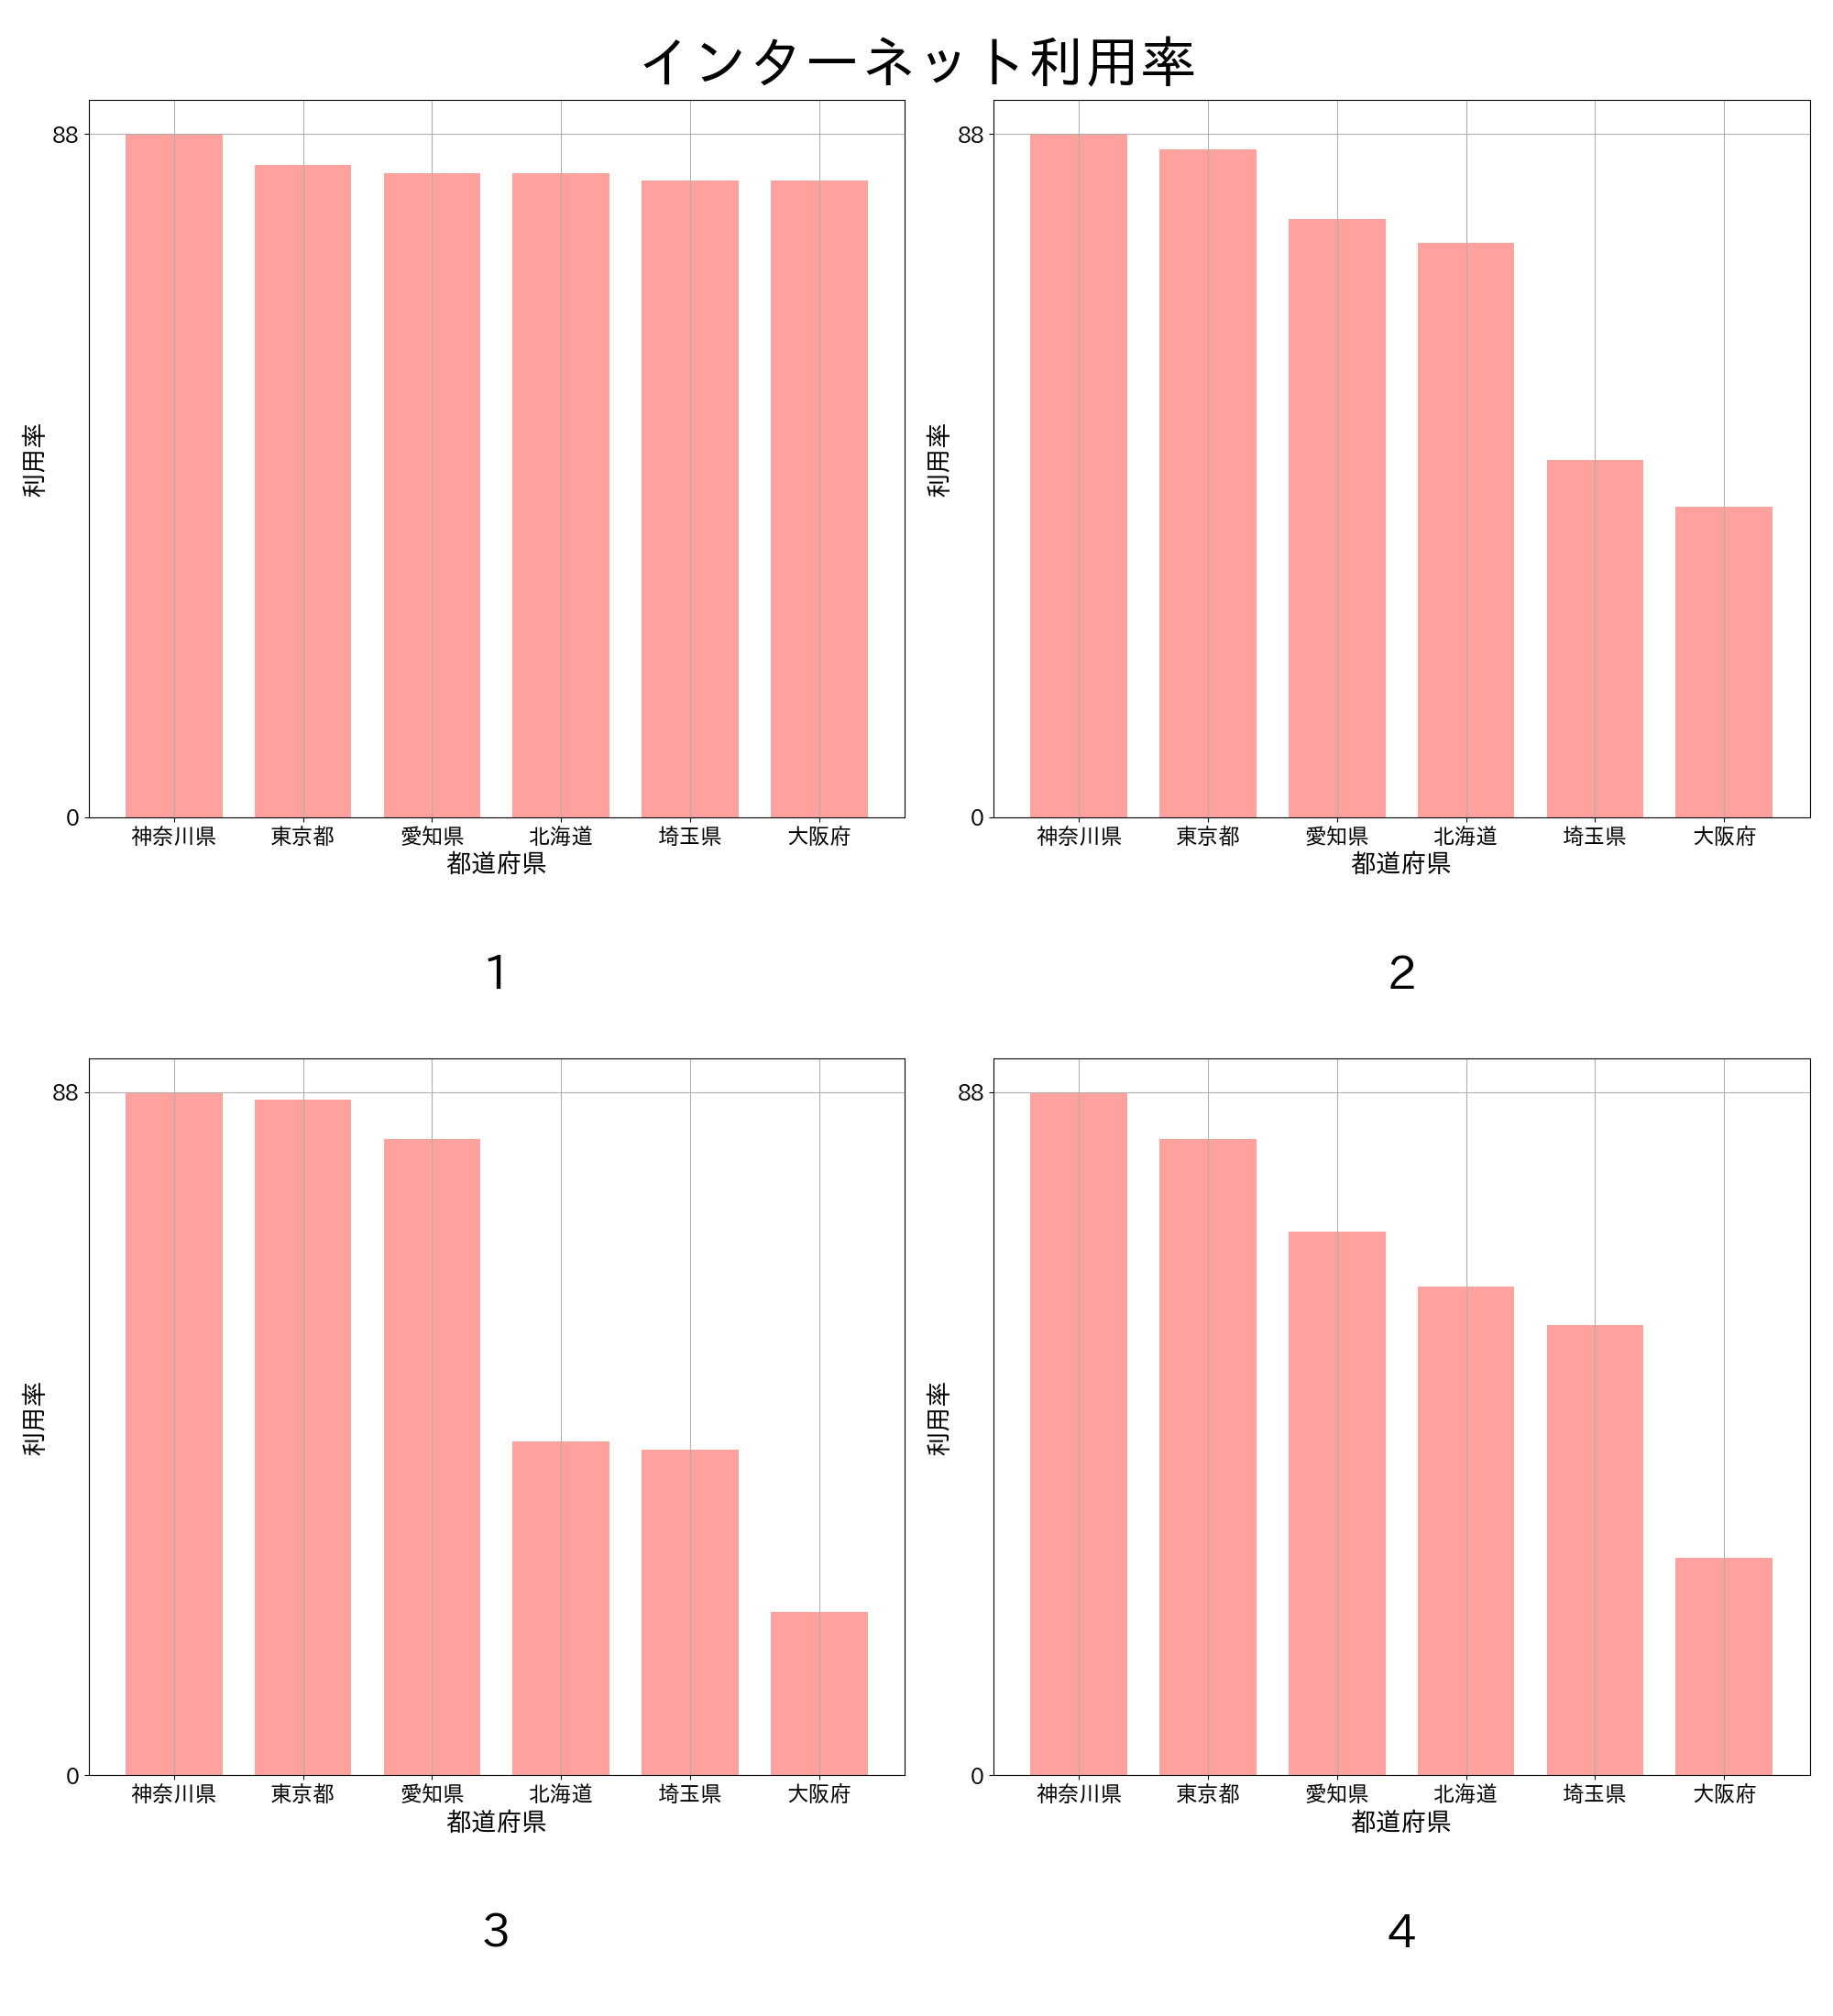 インターネット利用率
88
0
利用率
神奈川県 東京都 愛知県 北海道 埼玉県 大阪府
都道府県
1
88
0
利用率
神奈川県 東京都 愛知県 北海道 埼玉県 大阪府
都道府県
2
88
0
利用率
神奈川県 東京都 愛知県 北海道 埼玉県 大阪府
都道府県
3
88
0
利用率
神奈川県 東京都 愛知県 北海道 埼玉県 大阪府
都道府県
4